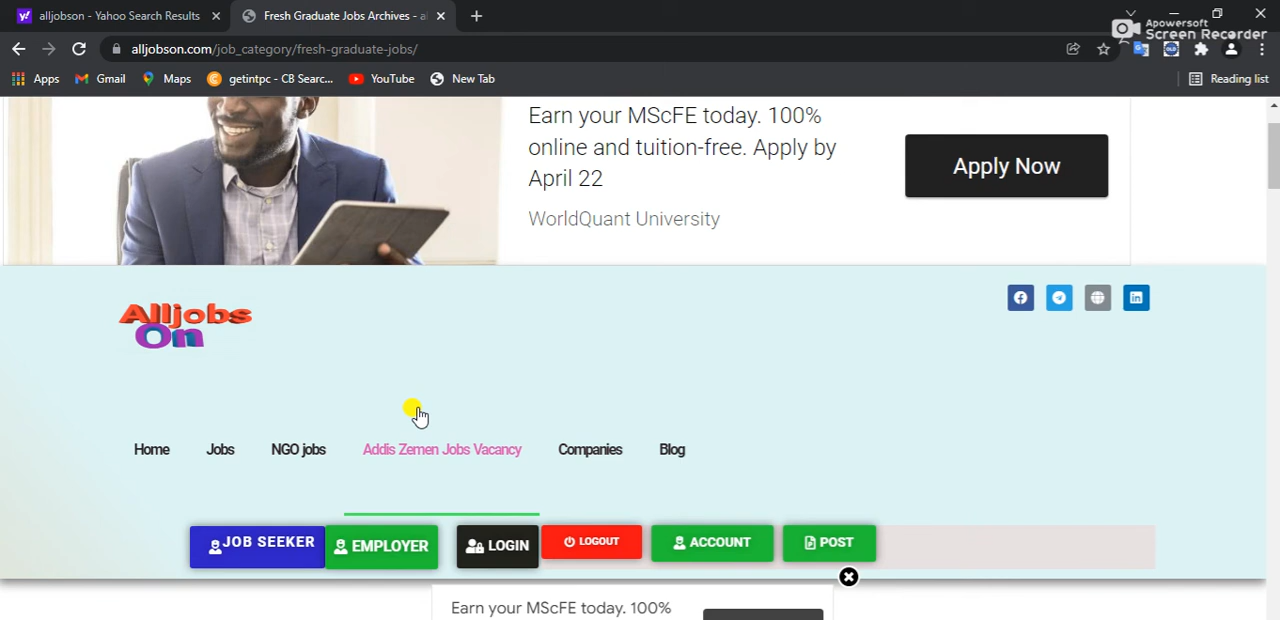 alljobson - Yahoo Search Results
Fresh Graduate Jobs Archives - al
Apowersoft
Screen Recorder
alljobson.com/job_category/fresh-graduate-jobs/
Apps
Gmail
Maps
getintpc - CB Searc...
YouTube
New Tab
Reading list
Earn your MScFE today. 100%
online and tuition-free. Apply by
April 22
WorldQuant University
Apply Now
Alljobs
On
Home
Jobs
NGO jobs
Addis Zemen Jobs Vacancy
Companies
Blog
JOB SEEKER
EMPLOYER
LOGIN
LOGOUT
ACCOUNT
POST
Earn your MScFE today. 100%